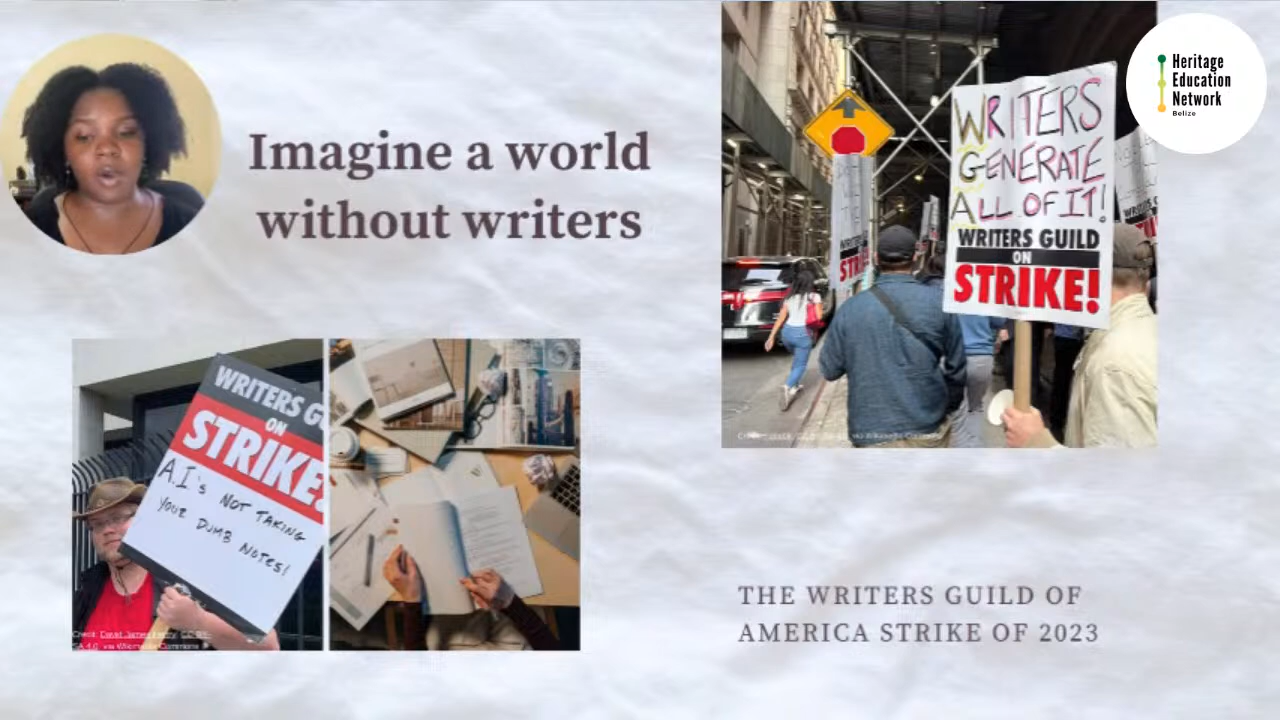 Imagine a world
without writers
WRITERS
GENERATE
ALL OF IT!
WRITERS GUILD
ON
STRIKE!
Heritage
Education
Network
Belize
WRITERS G
ON
STRIKE!
A.I's NOT TAKING
YOUR DUMB NOTES!
THE WRITERS GUILD OF
AMERICA STRIKE OF 2023